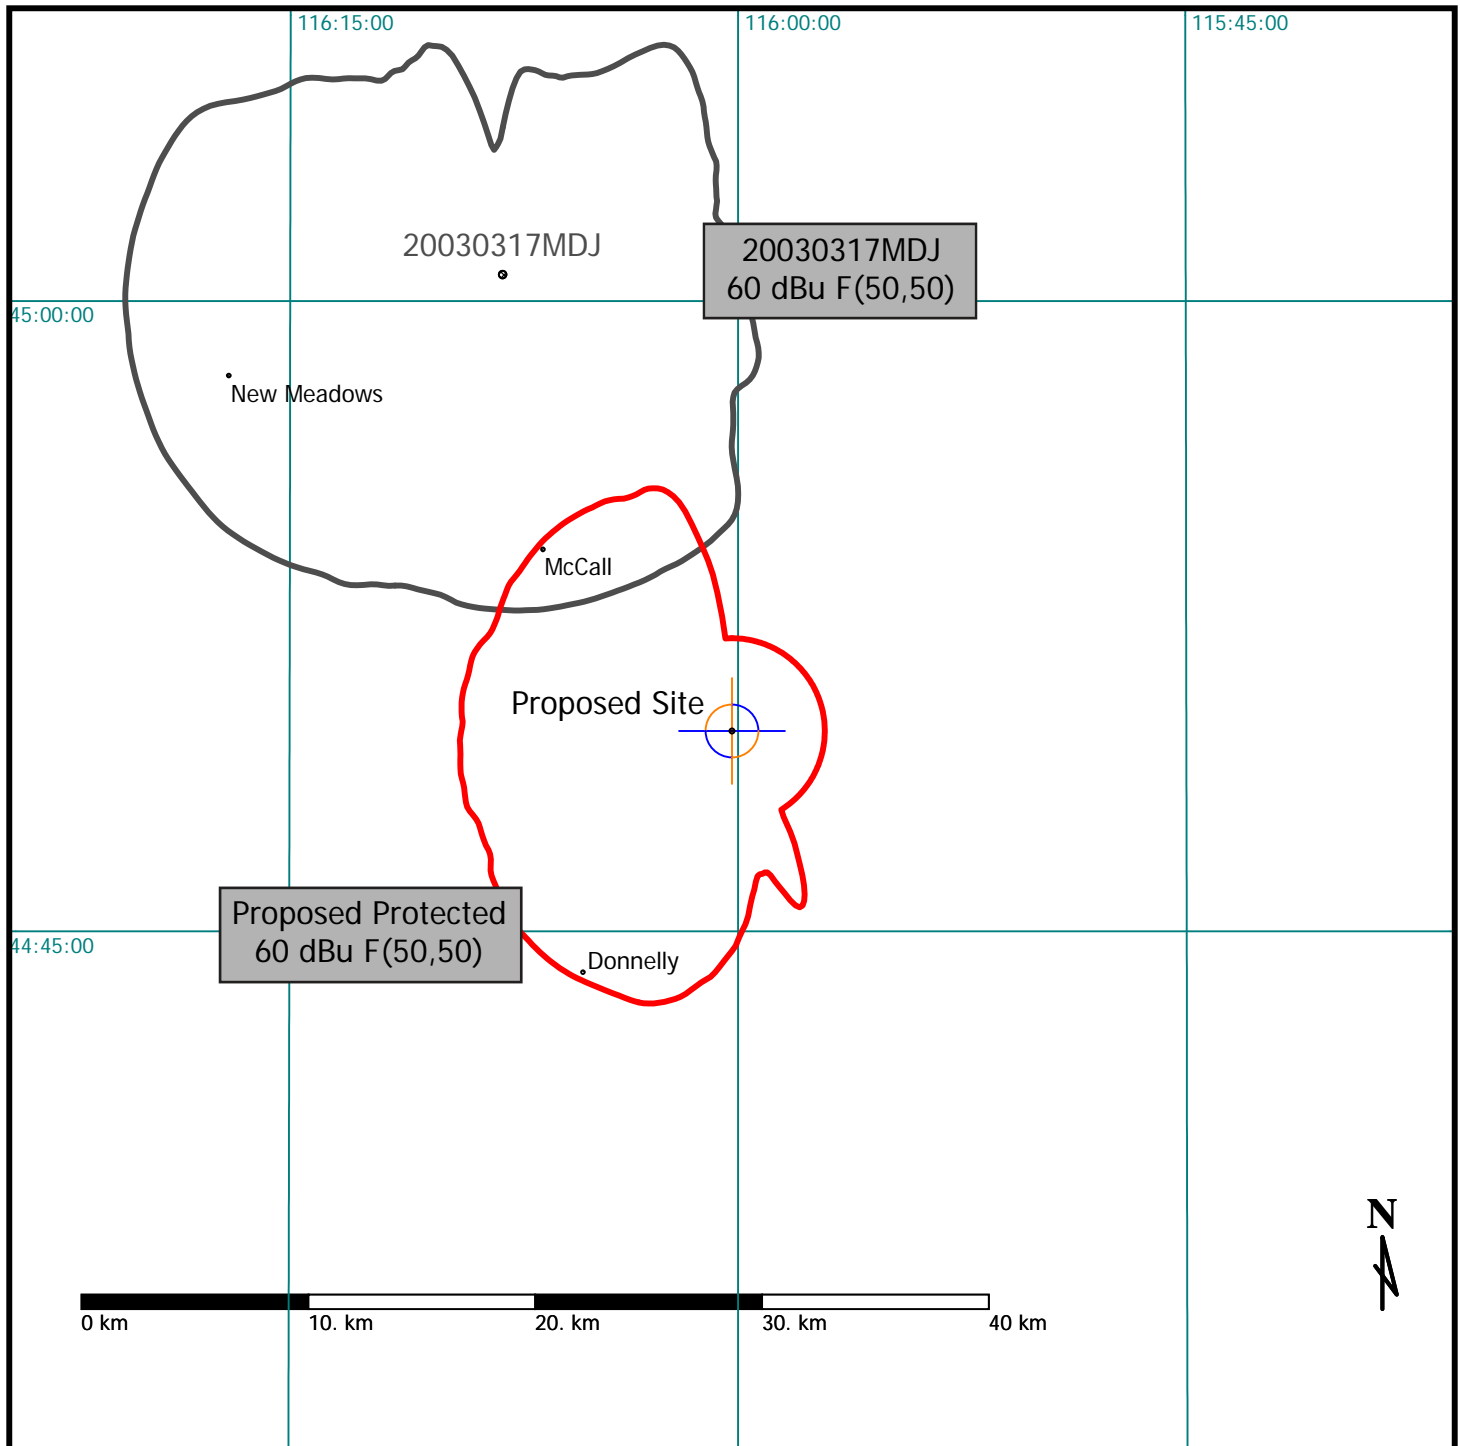 116:15:00
116:00:00
115:45:00
20030317MDJ
20030317MDJ
60 dBu F(50,50)
45:00:00
New Meadows
McCall
Proposed Site
Proposed Protected
60 dBu F(50,50)
44:45:00
Donnelly
N
0 km
10. km
20. km
30. km
40 km